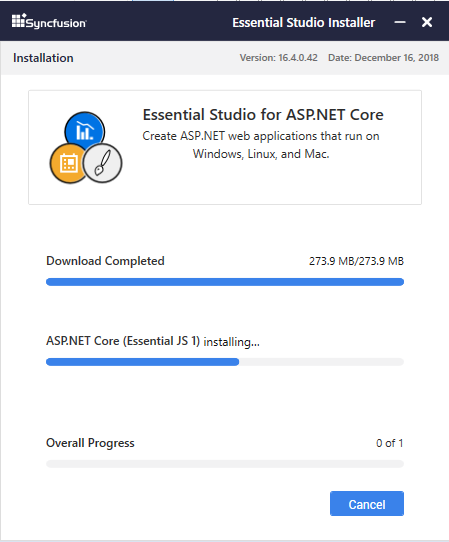 Syncfusion
Essential Studio Installer
Installation
Version: 16.4.0.42 Date: December 16, 2018
Essential Studio for ASP.NET Core
Create ASP.NET web applications that run on
Windows, Linux, and Mac.
Download Completed
273.9 MB/273.9 MB
ASP.NET Core (Essential JS 1) installing...
Overall Progress
0 of 1
Cancel